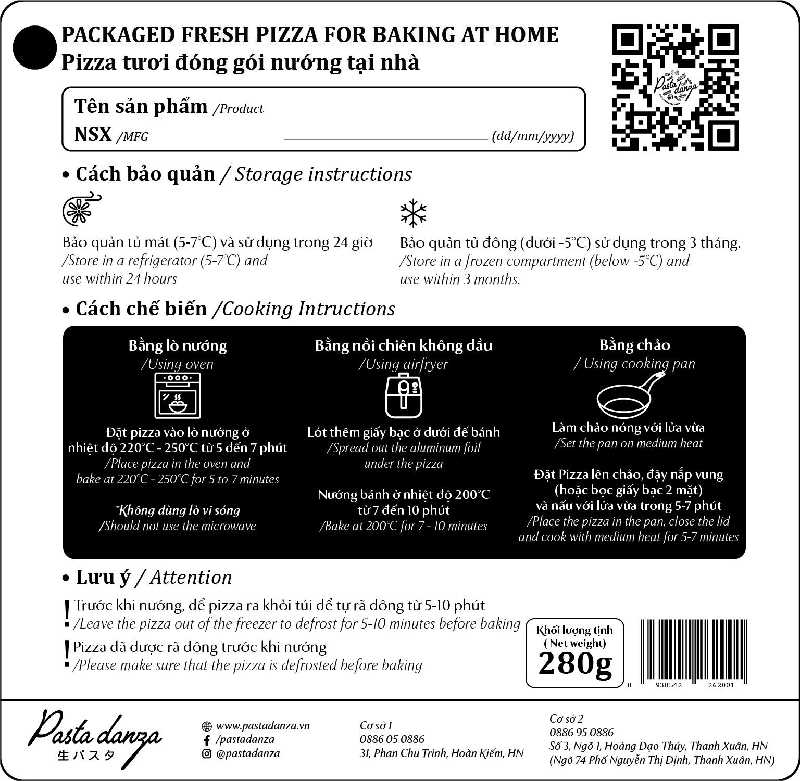 PACKAGED FRESH PIZZA FOR BAKING AT HOME
Pizza tươi đóng gói nướng tại nhà
Pasta danza
Tên sản phẩm /Product
NSX /MFG ______________________ (dd/mm/yyyy)
• Cách bảo quản / Storage instructions
Bảo quản tủ mát (5-7°C) và sử dụng trong 24 giờ
/Store in a refrigerator (5-7°C) and
use within 24 hours
Bảo quản tủ đông (dưới -5°C) sử dụng trong 3 tháng.
/Store in a frozen compartment (below -5°C) and
use within 3 months.
• Cách chế biến /Cooking Intructions
Bằng lò nướng
/Using oven
Đặt pizza vào lò nướng ở
nhiệt độ 220°C - 250°C từ 5 đến 7 phút
/Place pizza in the oven and
bake at 220°C - 250°C for 5 to 7 minutes
*Không dùng lò vi sóng
/Should not use the microwave
Bằng nồi chiên không dầu
/Using airfryer
Lót thêm giấy bạc ở dưới đế bánh
/Spread out the aluminum foil
under the pizza
Nướng bánh ở nhiệt độ 200°C
từ 7 đến 10 phút
/Bake at 200°C for 7 - 10 minutes
Bằng chảo
/ Using cooking pan
Làm chảo nóng với lửa vừa
/Set the pan on medium heat
Đặt Pizza lên chảo, đậy nắp vung
(hoặc bọc giấy bạc 2 mặt)
và nấu với lửa vừa trong 5-7 phút
/Place the pizza in the pan, close the lid
and cook with medium heat for 5-7 minutes
• Lưu ý / Attention
! Trước khi nướng, để pizza ra khỏi túi để tự rã đông từ 5-10 phút
/Leave the pizza out of the freezer to defrost for 5-10 minutes before baking
! Pizza đã được rã đông trước khi nướng
/Please make sure that the pizza is defrosted before baking
Khối lượng tịnh
( Net weight)
280g
Pasta danza
生パスタ
www.pastadanza.vn
/pastadanza
@pastadanza
Cơ sở 1
0886 05 0886
31, Phan Chu Trinh, Hoàn Kiếm, HN
Cơ sở 2
0886 95 0886
Số 3, Ngõ 1, Hoàng Đạo Thúy, Thanh Xuân, HN
(Ngõ 74 Phố Nguyễn Thị Định, Thanh Xuân, HN)